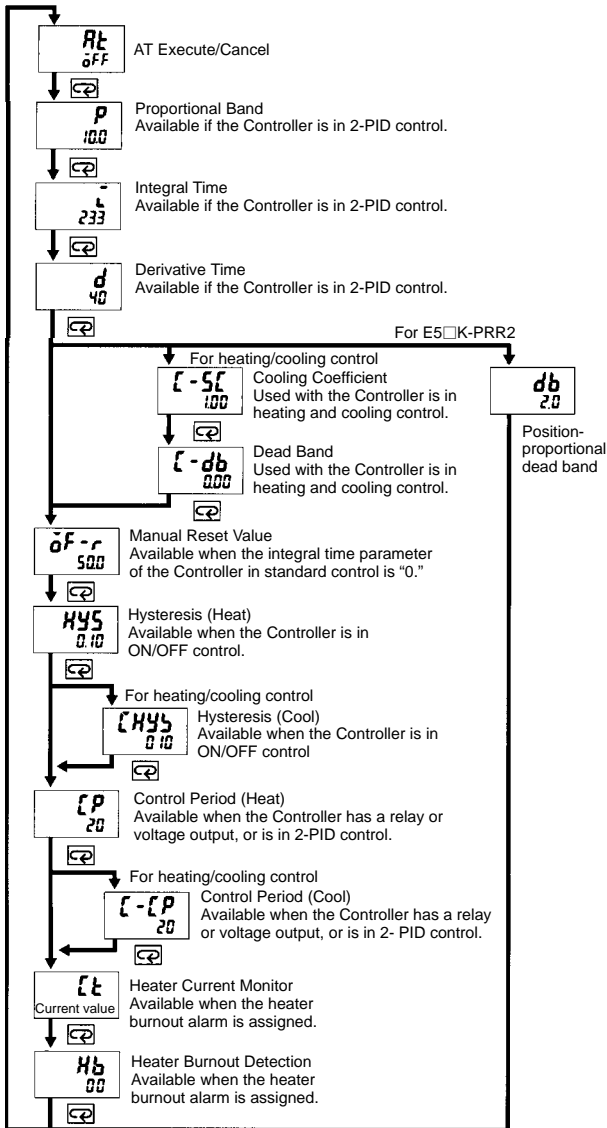 At
oFF
AT Execute/Cancel
P
10.0
Proportional Band
Available if the Controller is in 2-PID control.
i
233
Integral Time
Available if the Controller is in 2-PID control.
d
40
Derivative Time
Available if the Controller is in 2-PID control.
For E5□K-PRR2
For heating/cooling control
C-SC
1.00
Cooling Coefficient
Used with the Controller is in
heating and cooling control.
db
2.0
Position-
proportional
dead band
C-db
0.00
Dead Band
Used with the Controller is in
heating and cooling control.
oF-r
50.0
Manual Reset Value
Available when the integral time parameter
of the Controller in standard control is “0.”
HYS
0.10
Hysteresis (Heat)
Available when the Controller is in
ON/OFF control.
For heating/cooling control
CHYS
010
Hysteresis (Cool)
Available when the Controller is in
ON/OFF control
CP
20
Control Period (Heat)
Available when the Controller has a relay or
voltage output, or is in 2-PID control.
For heating/cooling control
C-CP
20
Control Period (Cool)
Available when the Controller has a relay
or voltage output, or is in 2- PID control.
Ct
Current value
Heater Current Monitor
Available when the heater
burnout alarm is assigned.
Hb
00
Heater Burnout Detection
Available when the heater
burnout alarm is assigned.